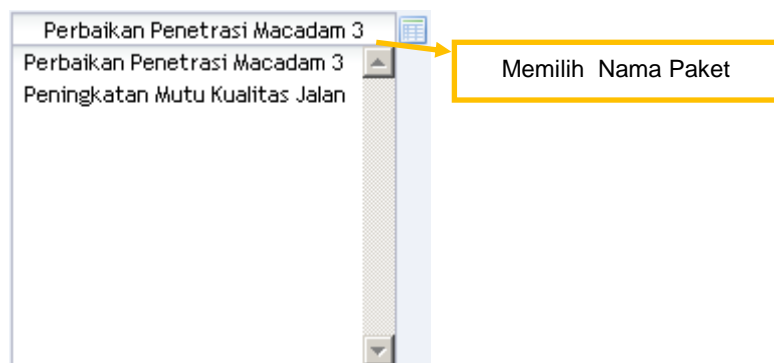 Perbaikan Penetrasi Macadam 3
Memilih Nama Paket
Perbaikan Penetrasi Macadam 3
Peningkatan Mutu Kualitas Jalan